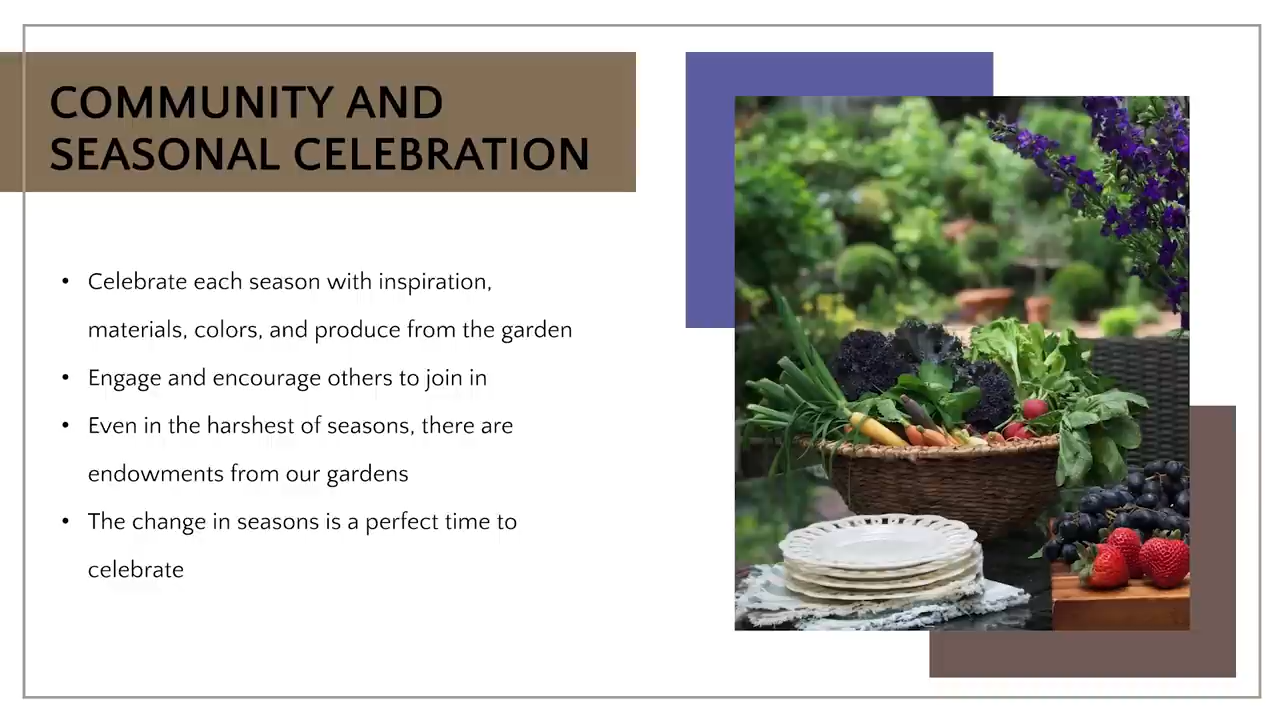 COMMUNITY AND
SEASONAL CELEBRATION
• Celebrate each season with inspiration,
materials, colors, and produce from the garden
• Engage and encourage others to join in
• Even in the harshest of seasons, there are
endowments from our gardens
• The change in seasons is a perfect time to
celebrate